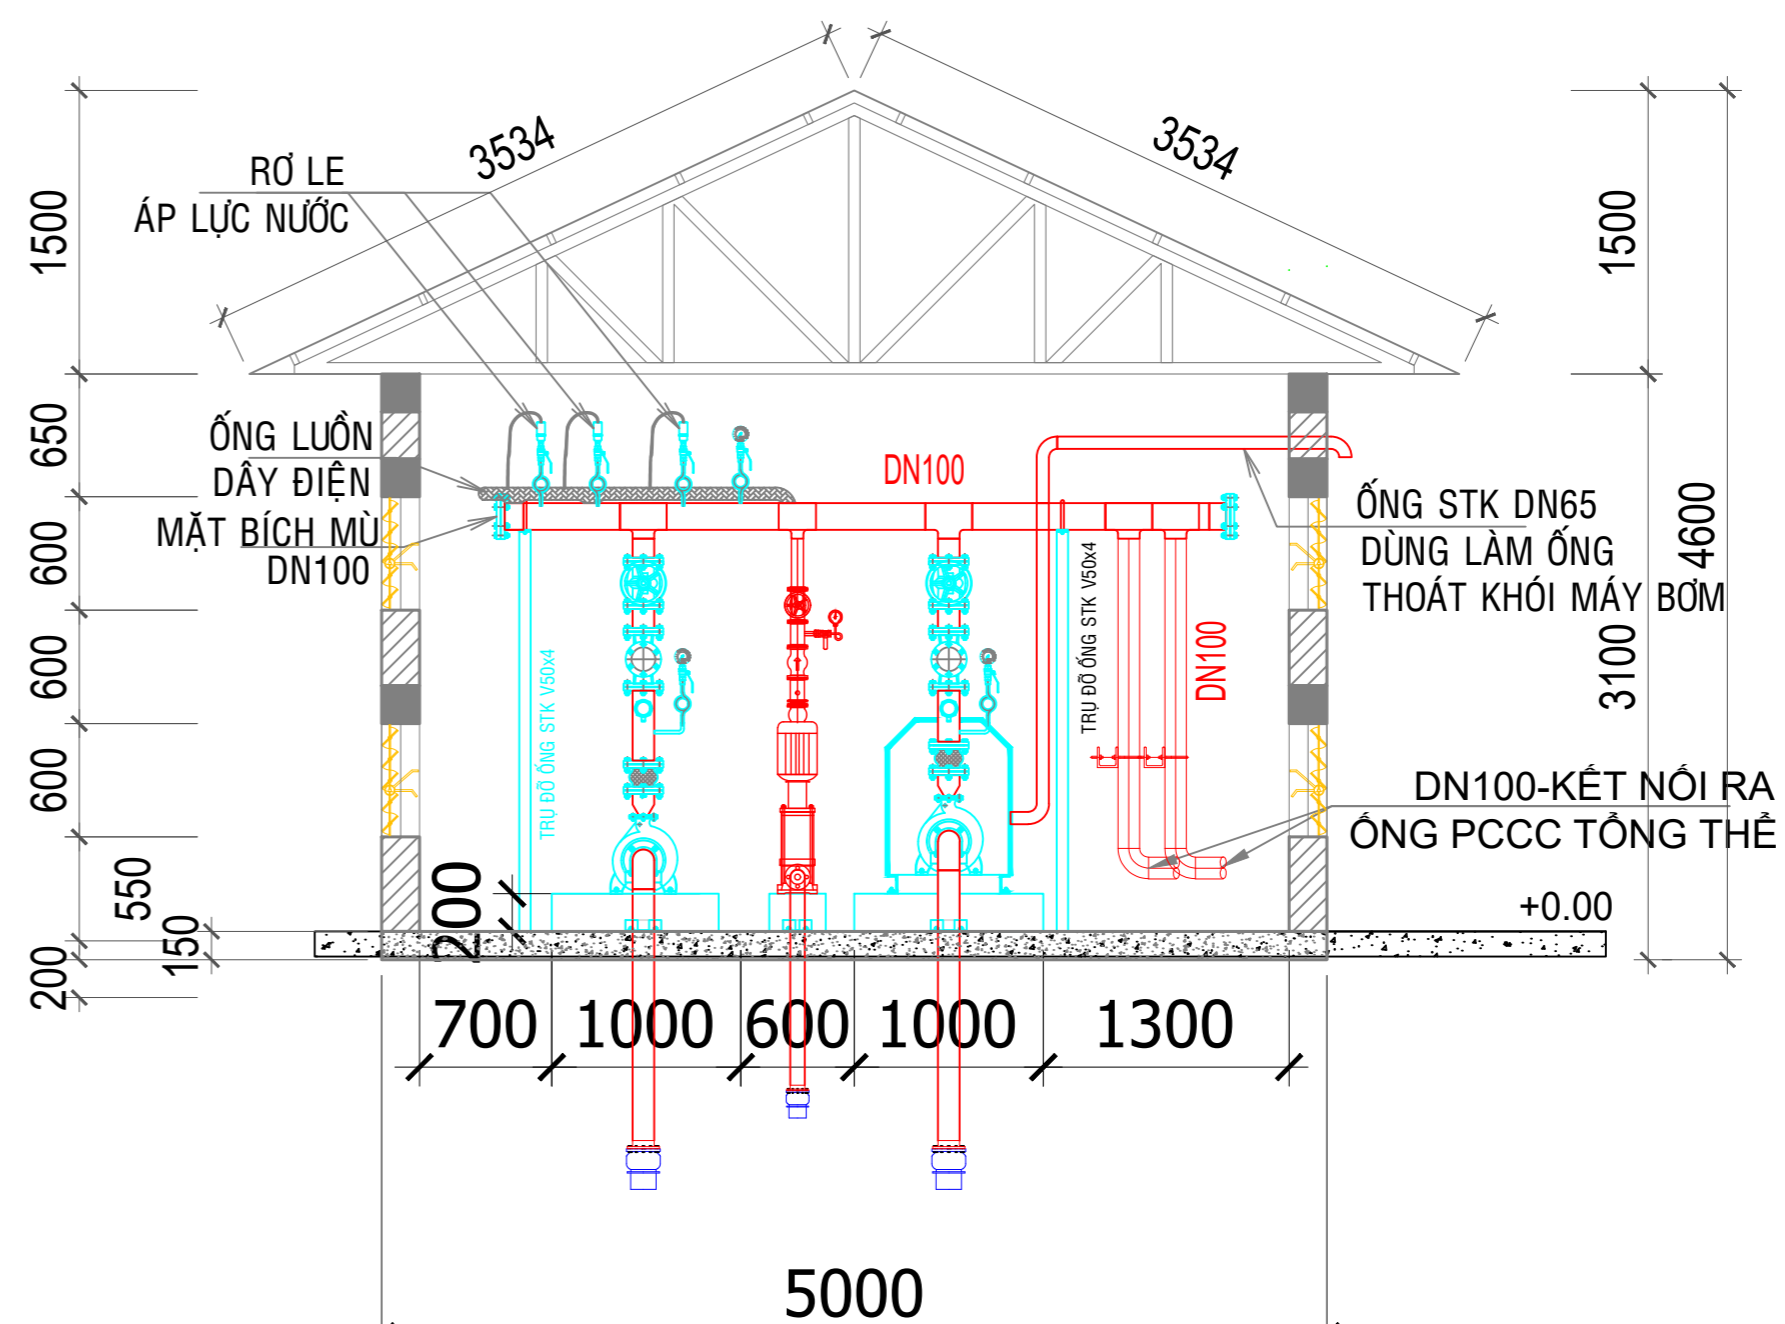 3534
3534
1500
RƠ LE
ÁP LỰC NƯỚC
1500
650
ỐNG LUỒN
DÂY ĐIỆN
MẶT BÍCH MÙ
DN100
DN100
ỐNG STK DN65
DÙNG LÀM ỐNG
THOÁT KHÓI MÁY BƠM
4600
3100
600
600
600
550
150
200
200
TRỤ ĐỠ ỐNG STK V50x4
TRỤ ĐỠ ỐNG STK V50x4
DN100
DN100-KẾT NỐI RA
ỐNG PCCC TỔNG THỂ
+0.00
700
1000
600
1000
1300
5000